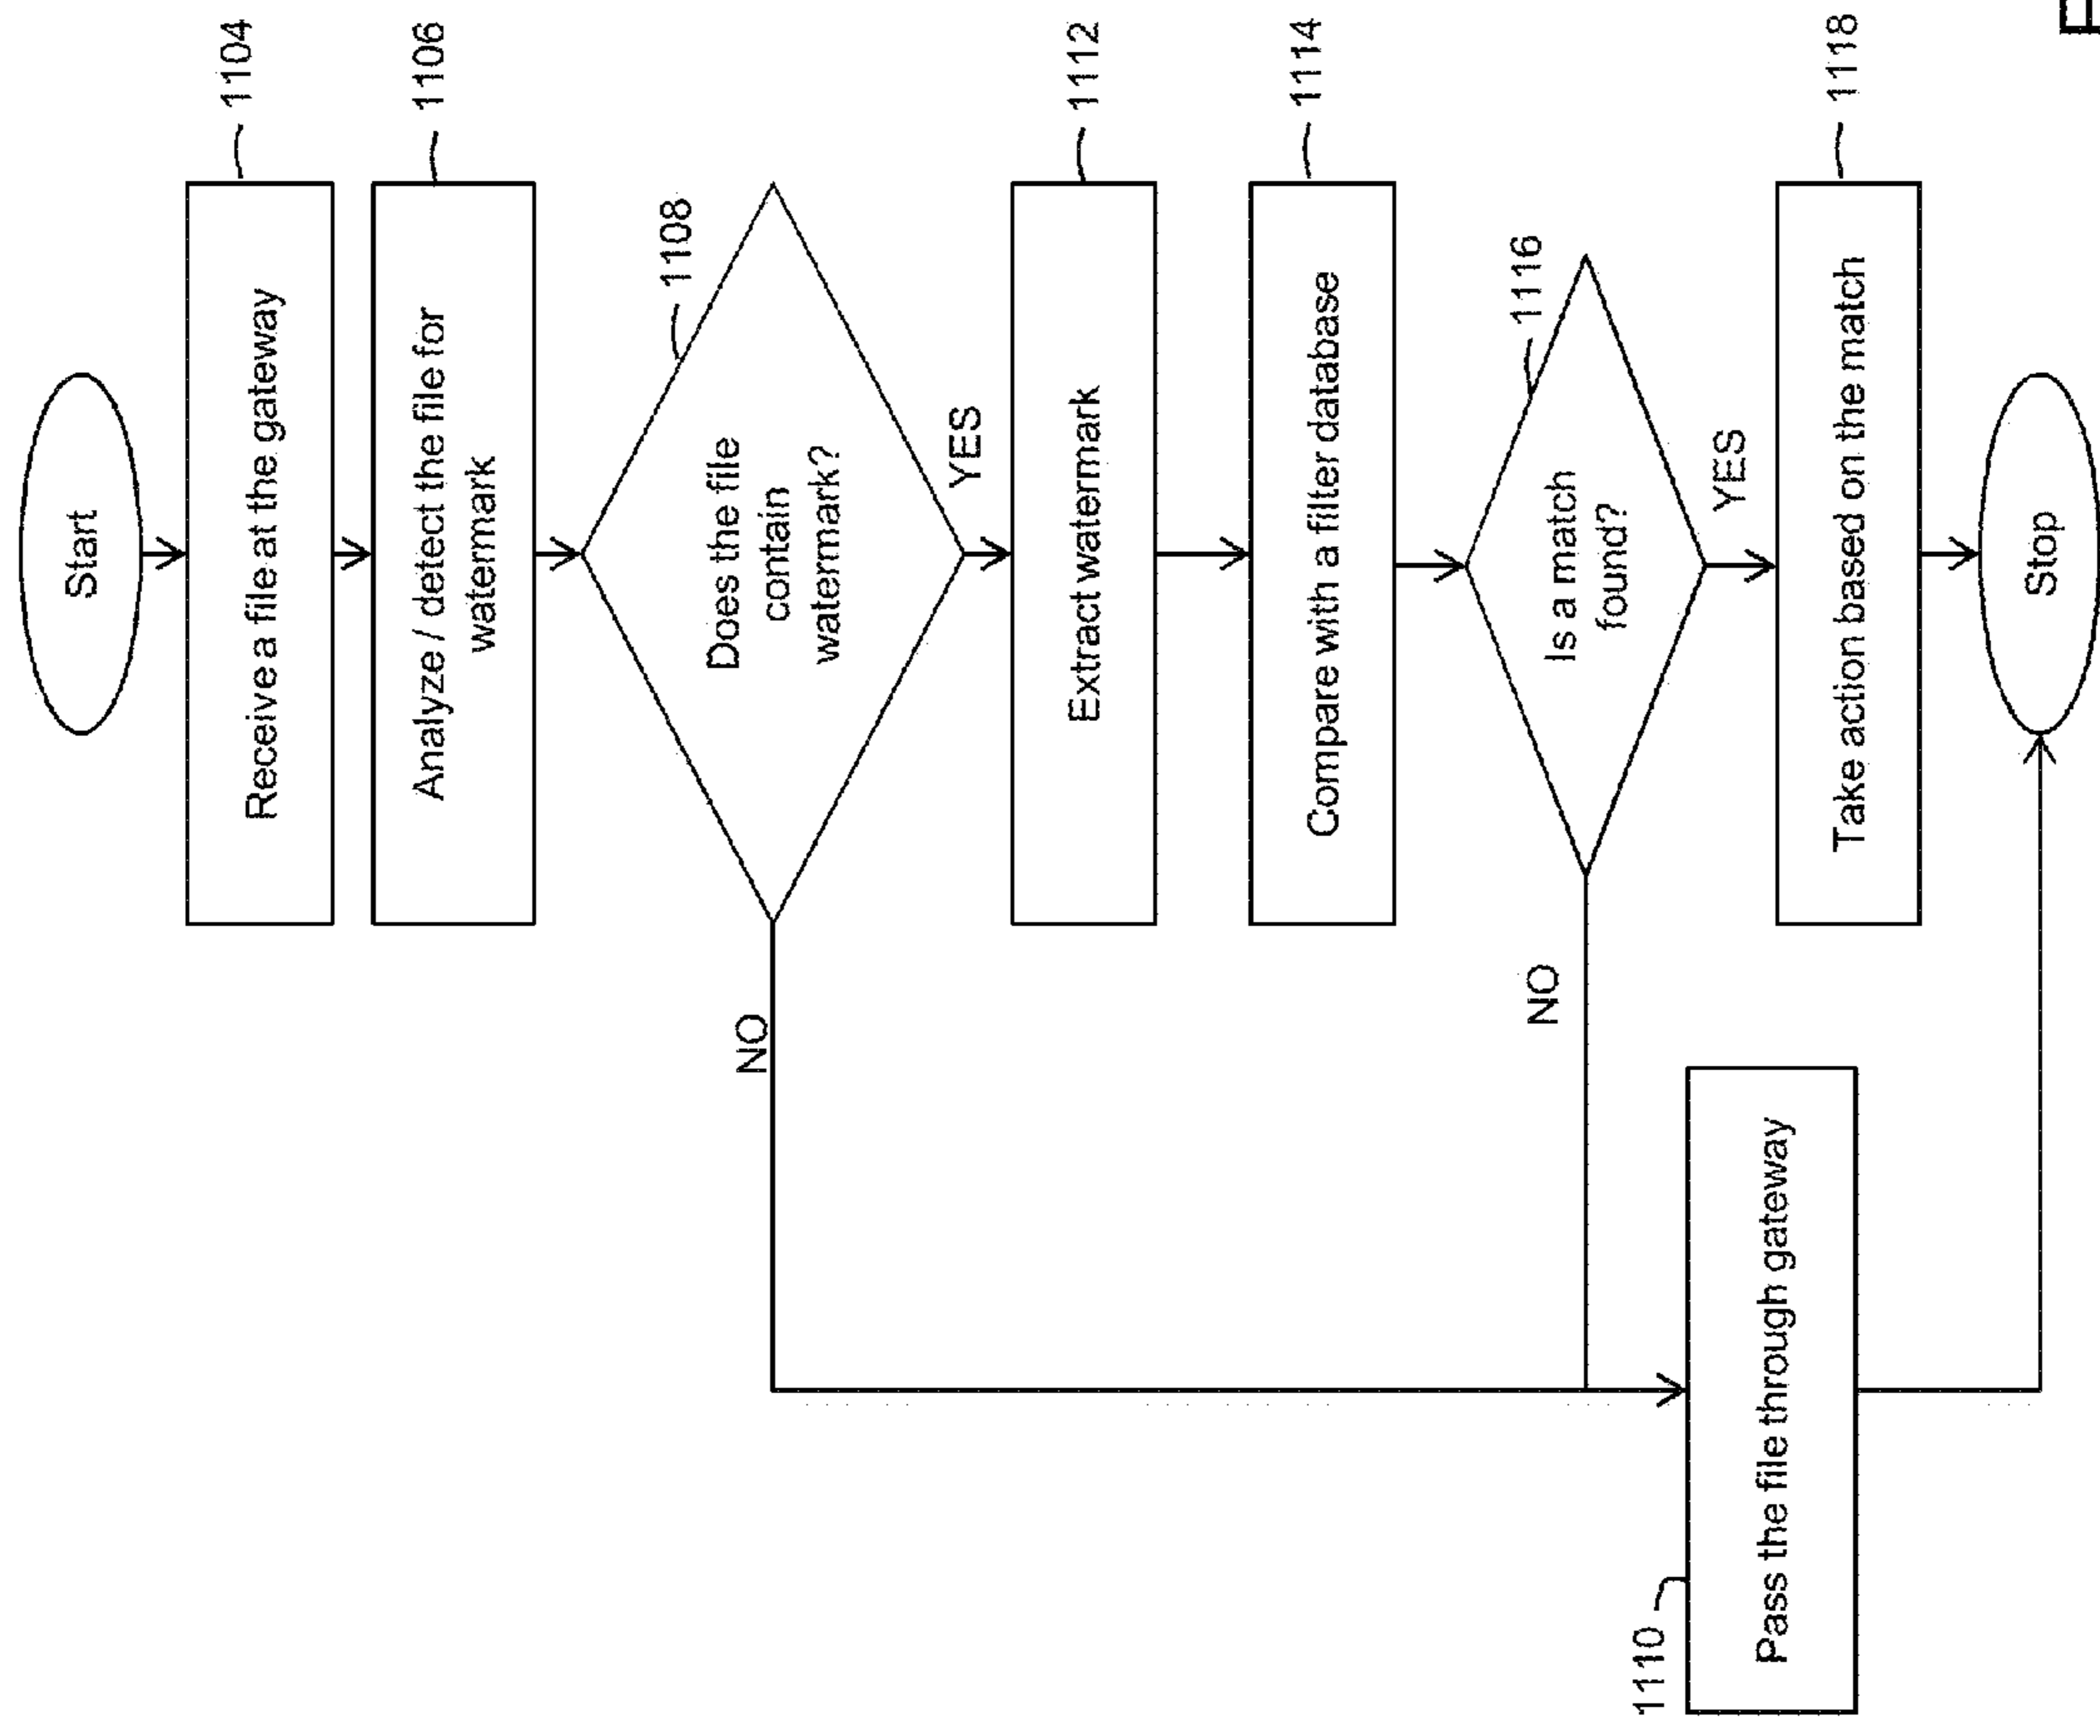 Start
Receive a file at the gateway
1104
Analyze / detect the file for
watermark
1106
Does the file
contain
watermark?
1108
NO
YES
Extract watermark
1112
Compare with a filter database
1114
Is a match
found?
1116
NO
YES
1110
Pass the file through gateway
Take action based on the match
1118
Stop